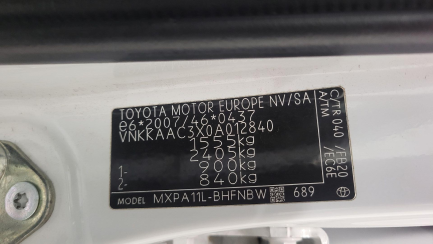 TOYOTA MOTOR EUROPE NV/SA
e6*2007/46*0437
VNKRAAC3X0A012840
1555kg
2405kg
1- 900kg
2- 840kg
MODEL MXPA11L-BHFNBW 689
C/TR 040 /FB20
A/TM /EC6E